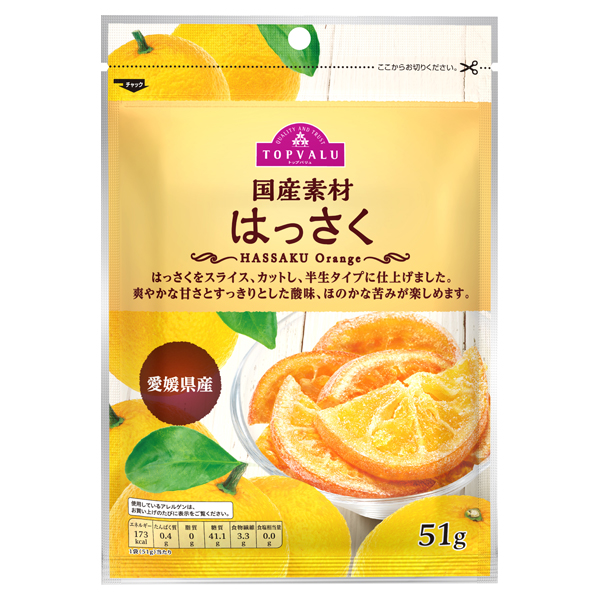 ここからお切りください。
チャック
QUALITY AND TRUST
TOPVALU
トップバリュ
国産素材
はっさく
HASSAKU Orange
はっさくをスライス、カットし、半生タイプに仕上げました。
爽やかな甘さとすっきりとした酸味、ほのかな苦みが楽しめます。
愛媛県産
使用しているアレルゲンは、
お買い上げのたびに表示をご覧ください。
エネルギー たんぱく質 脂質 糖質 食物繊維 食塩相当量
173 0.4 0 41.1 3.3 0.0
kcal g g g g g
1袋(51g)当たり
51g